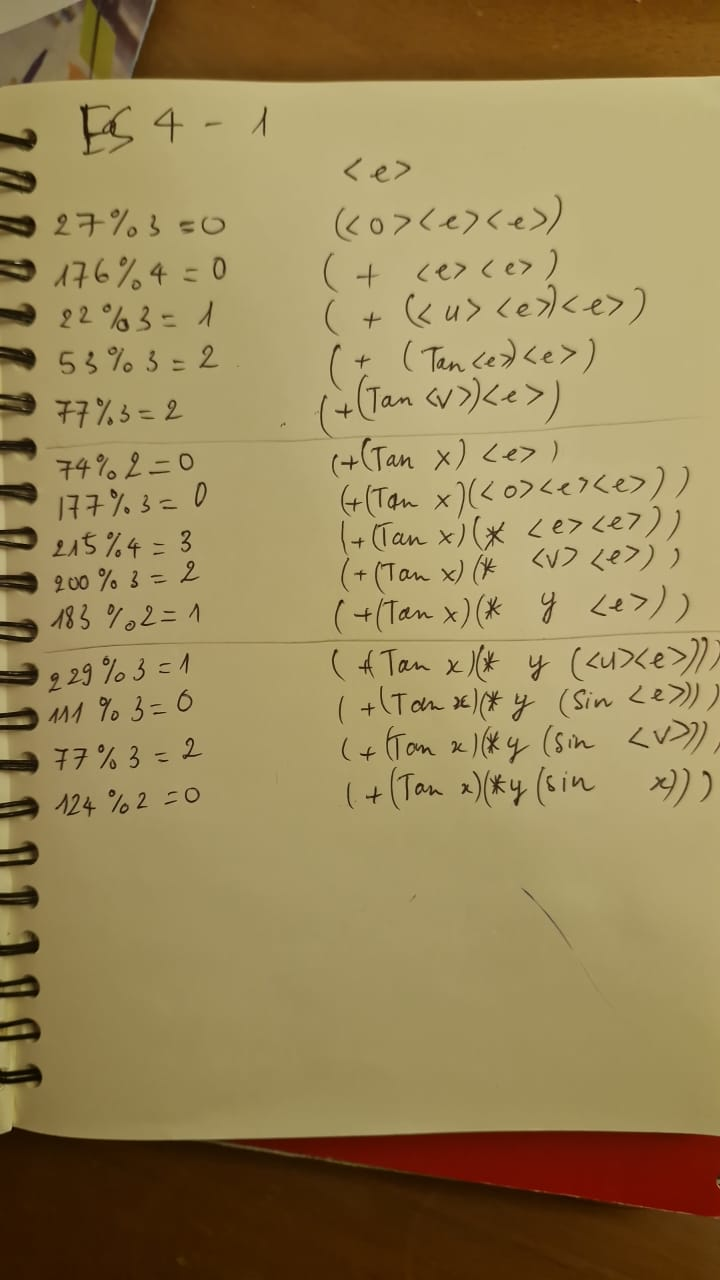 ES 4 - 1
<e>
27%3 = 0 (<o><e><e>)
176%4 = 0 ( + <e><e> )
22%3 = 1 ( + (<u><e>)<e>)
53%3 = 2 ( + (Tan<e>)<e>)
77%3 = 2 (+(Tan <v>)<e>)
74%2 = 0 (+(Tan x) <e>)
177%3 = 0 (+(Tan x)(<o><e><e>))
215%4 = 3 (+(Tan x)(* <e><e>))
200%3 = 2 (+(Tan x)(* <v><e>))
183%2 = 1 (+(Tan x)(* y <e>))
229%3 = 1 (+(Tan x)(* y (<u><e>)))
111%3 = 0 (+(Tan x)(* y (Sin <e>)))
77%3 = 2 (+(Tan x)(*y (sin <v>)))
124%2 = 0 (+(Tan x)(*y (sin x)))